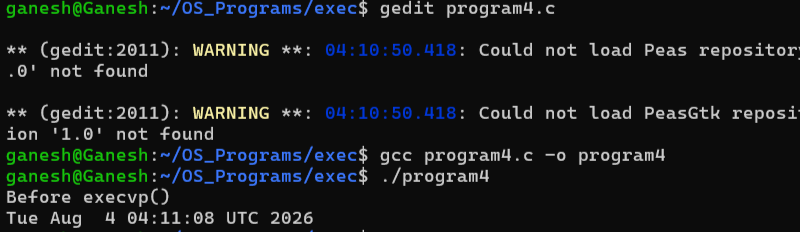 ganesh@Ganesh:~/OS_Programs/exec$ gedit program4.c
** (gedit:2011): WARNING **: 04:10:50.418: Could not load Peas repository
.0' not found
** (gedit:2011): WARNING **: 04:10:50.418: Could not load PeasGtk reposi
ion '1.0' not found
ganesh@Ganesh:~/OS_Programs/exec$ gcc program4.c -o program4
ganesh@Ganesh:~/OS_Programs/exec$ ./program4
Before execvp()
Tue Aug  4 04:11:08 UTC 2026